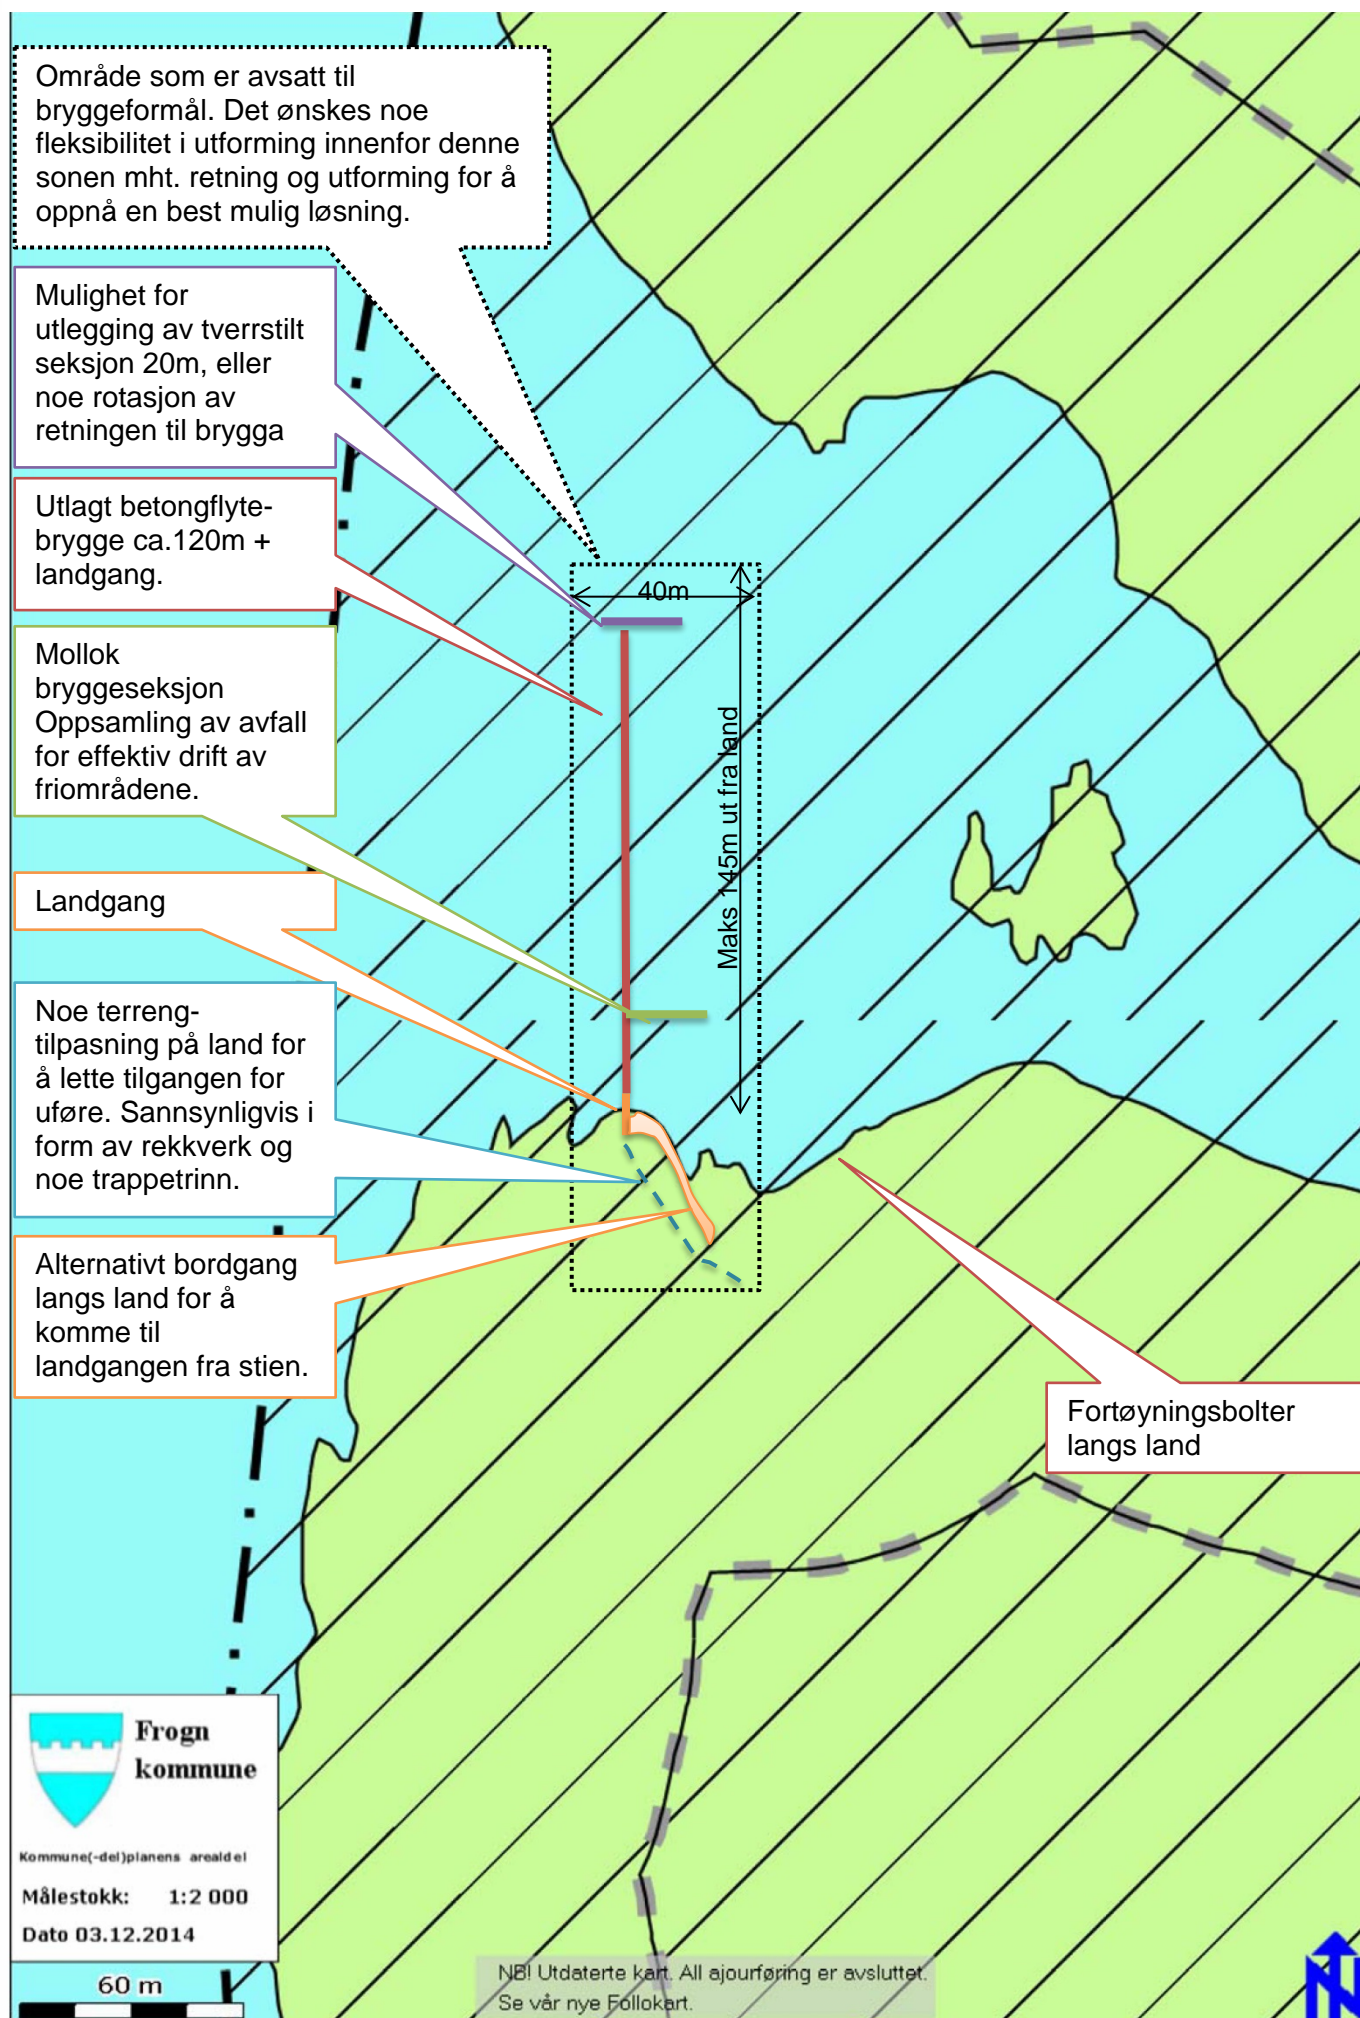 Område som er avsatt til
bryggeformål. Det ønskes noe
fleksibilitet i utforming innenfor denne
sonen mht. retning og utforming for å
oppnå en best mulig løsning.
Mulighet for
utlegging av tverrstilt
seksjon 20m, eller
noe rotasjon av
retningen til brygga
Utlagt betongflyte-
brygge ca.120m +
landgang.
40m
Maks 145m ut fra land
Mollok
bryggeseksjon
Oppsamling av avfall
for effektiv drift av
friområdene.
Landgang
Noe terreng-
tilpasning på land for
å lette tilgangen for
uføre. Sannsynligvis i
form av rekkverk og
noe trappetrinn.
Alternativt bordgang
langs land for å
komme til
landgangen fra stien.
Fortøyningsbolter
langs land
Frogn
kommune
Kommune(-del)planens arealdel
Målestokk: 1:2 000
Dato 03.12.2014
60 m
NB! Utdaterte kart. All ajourføring er avsluttet.
Se vår nye Follokart.
N